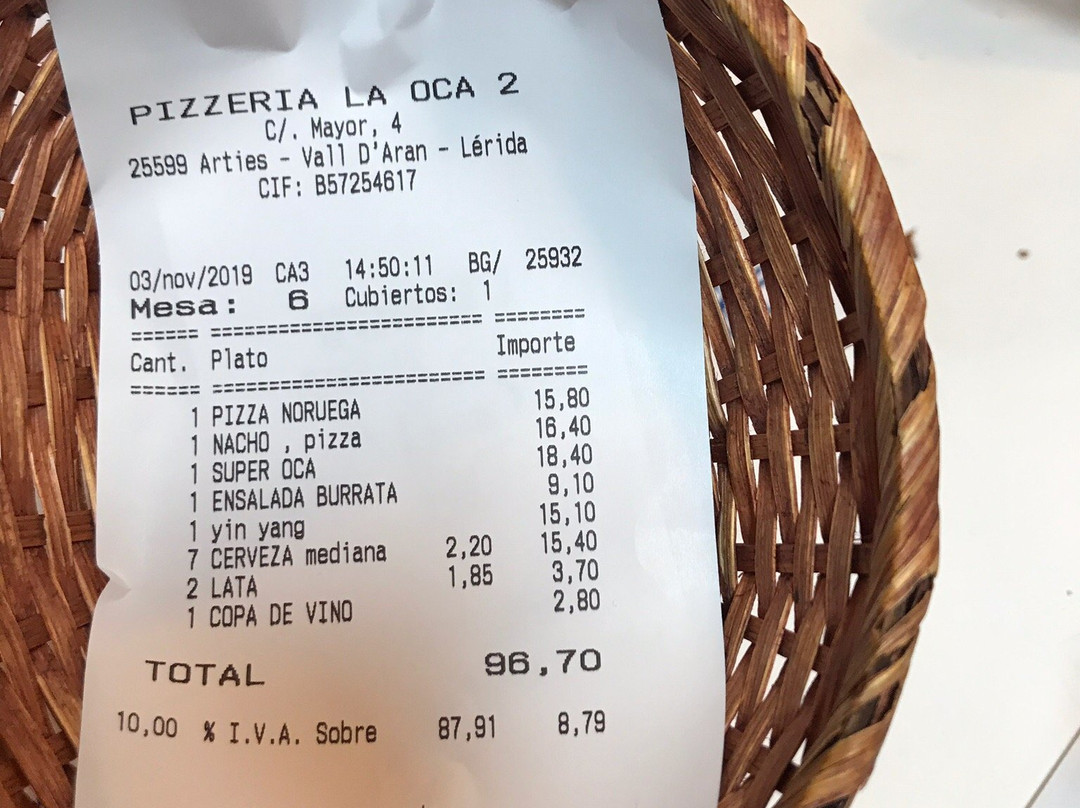 PIZZERIA LA OCA 2
C/. Mayor, 4
25599 Arties - Vall D'Aran - Lérida
CIF: B57254617
03/nov/2019 CA3 14:50:11 BG/ 25932
Mesa: 6 Cubiertos: 1
====== ======================== ========
Cant. Plato Importe
====== ======================== ========
1 PIZZA NORUEGA 15,80
1 NACHO , pizza 16,40
1 SUPER OCA 18,40
1 ENSALADA BURRATA 9,10
1 yin yang 15,10
7 CERVEZA mediana 2,20 15,40
2 LATA 1,85 3,70
1 COPA DE VINO 2,80
TOTAL 96,70
10,00 % I.V.A. Sobre 87,91 8,79